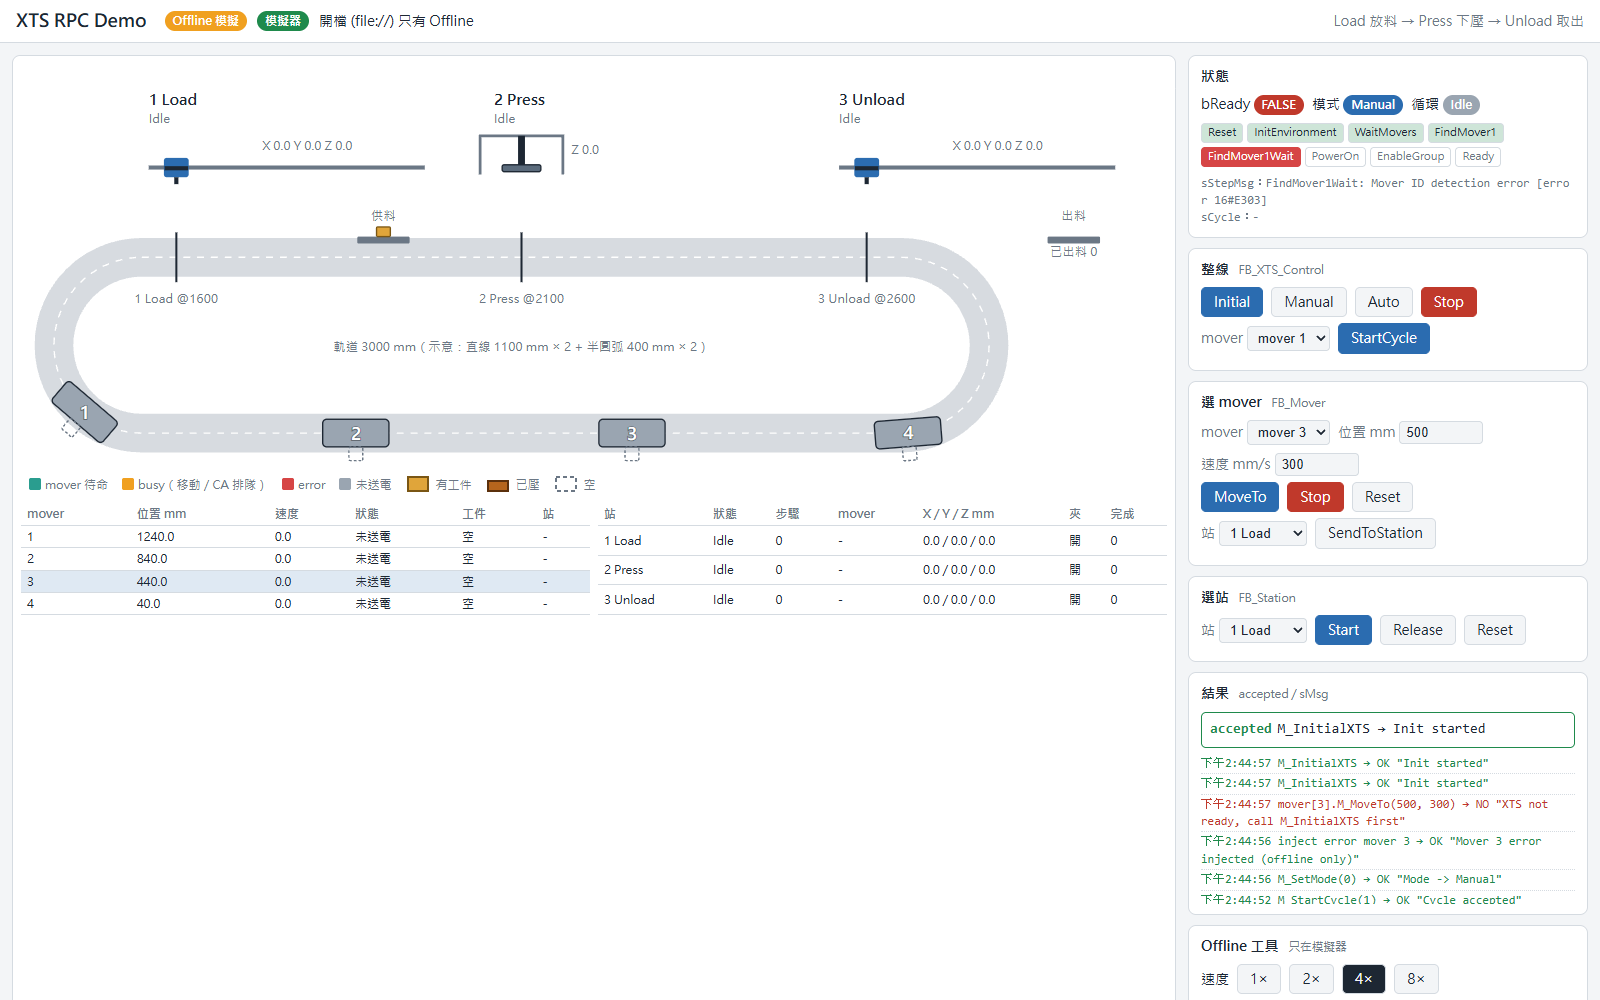 XTS RPC Demo Offline 模擬 模擬器 開檔 (file://) 只有 Offline
Load 放料 → Press 下壓 → Unload 取出
1 Load
Idle
X 0.0 Y 0.0 Z 0.0
2 Press
Idle
Z 0.0
3 Unload
Idle
X 0.0 Y 0.0 Z 0.0
供料
出料
已出料 0
1 Load @1600
2 Press @2100
3 Unload @2600
軌道 3000 mm ( 示意 : 直線 1100 mm × 2 + 半圓弧 400 mm × 2 )
1
2
3
4
mover 待命 busy ( 移動 / CA 排隊 ) error 未送電 有工件 已壓 空
mover 位置 mm 速度 狀態 工件 站
1 1240.0 0.0 未送電 空 -
2 840.0 0.0 未送電 空 -
3 440.0 0.0 未送電 空 -
4 40.0 0.0 未送電 空 -
站 狀態 步驟 mover X / Y / Z mm 夾 完成
1 Load Idle 0 - 0.0 / 0.0 / 0.0 開 0
2 Press Idle 0 - 0.0 / 0.0 / 0.0 開 0
3 Unload Idle 0 - 0.0 / 0.0 / 0.0 開 0
狀態
bReady FALSE 模式 Manual 循環 Idle
Reset InitEnvironment WaitMovers FindMover1
FindMover1Wait PowerOn EnableGroup Ready
sStepMsg：FindMover1Wait: Mover ID detection error [erro
r 16#E303]
sCycle：-
整線 FB_XTS_Control
Initial Manual Auto Stop
mover mover 1 StartCycle
選 mover FB_Mover
mover mover 3 位置 mm 500
速度 mm/s 300
MoveTo Stop Reset
站 1 Load SendToStation
選站 FB_Station
站 1 Load Start Release Reset
結果 accepted / sMsg
accepted M_InitialXTS → Init started
下午2:44:57 M_InitialXTS → OK "Init started"
下午2:44:57 M_InitialXTS → OK "Init started"
下午2:44:57 mover[3].M_MoveTo(500, 300) → NO "XTS not
ready, call M_InitialXTS first"
下午2:44:56 inject error mover 3 → OK "Mover 3 error
injected (offline only)"
下午2:44:56 M_SetMode(0) → OK "Mode -> Manual"
下午2:44:52 M_StartCycle(1) → OK "Cycle accepted"
Offline 工具 只在模擬器
速度 1× 2× 4× 8×